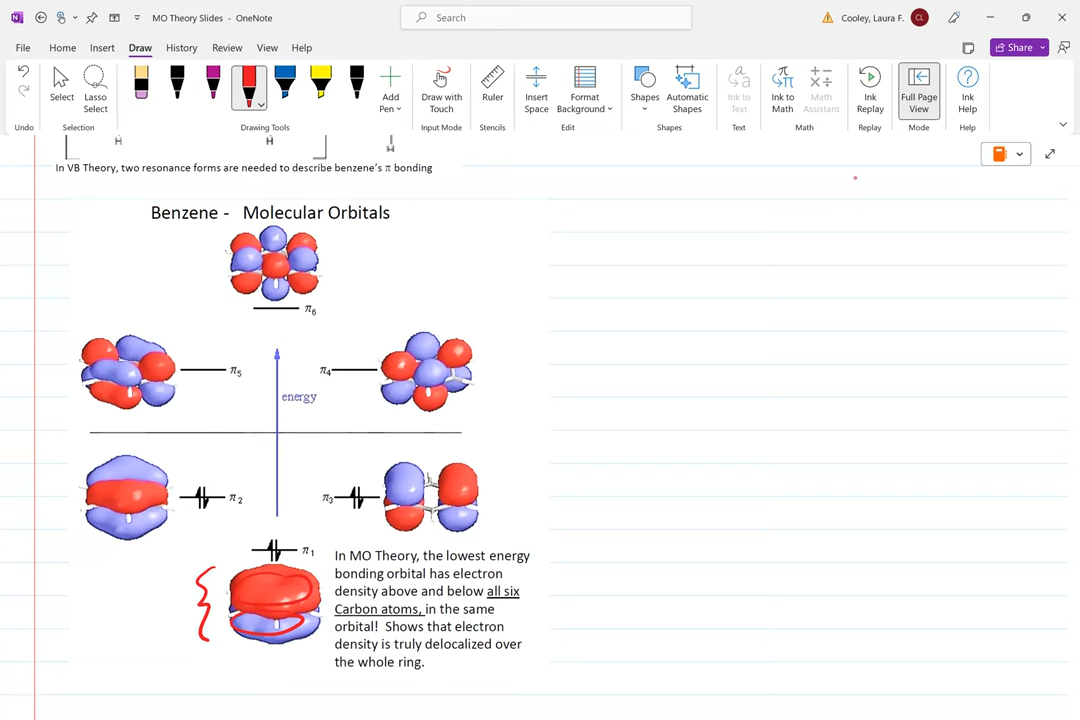 MO Theory Slides - OneNote
Search
Cooley, Laura F.
CL
File Home Insert Draw History Review View Help
Share
Undo
Select
Lasso Select
Selection
Drawing Tools
Add Pen
Draw with Touch
Input Mode
Ruler
Stencils
Insert Space
Format Background
Edit
Shapes
Automatic Shapes
Shapes
Ink to Text
Text
Ink to Math
Math Assistant
Math
Ink Replay
Replay
Full Page View
Mode
Ink Help
Help
H H H
In VB Theory, two resonance forms are needed to describe benzene's π bonding
Benzene - Molecular Orbitals
π6
π5
π4
energy
π2
π3
π1
In MO Theory, the lowest energy
bonding orbital has electron
density above and below all six
Carbon atoms, in the same
orbital! Shows that electron
density is truly delocalized over
the whole ring.